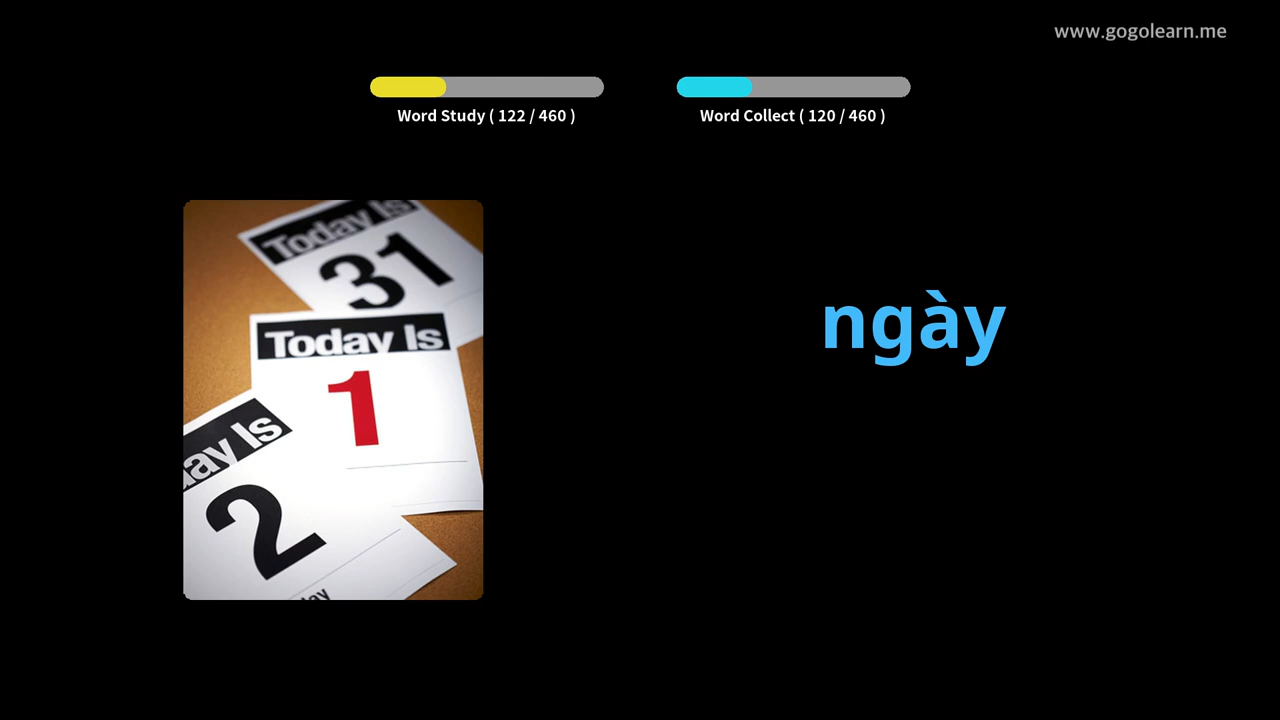 www.gogolearn.me
Word Study ( 122 / 460 )
Word Collect ( 120 / 460 )
Today Is
31
Today Is
1
ay Is
2
ngày